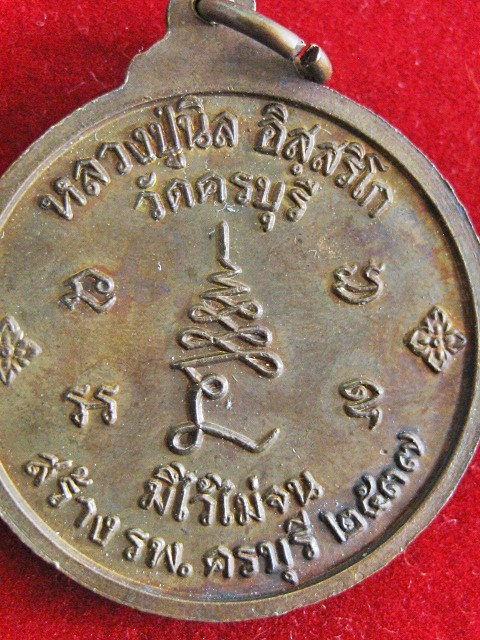 หลวงปู่นิล อิสฺสริโก
วัดครบุรี
มีไว้ไม่จน
สร้าง รพ. ครบุรี ๒๕๓๗